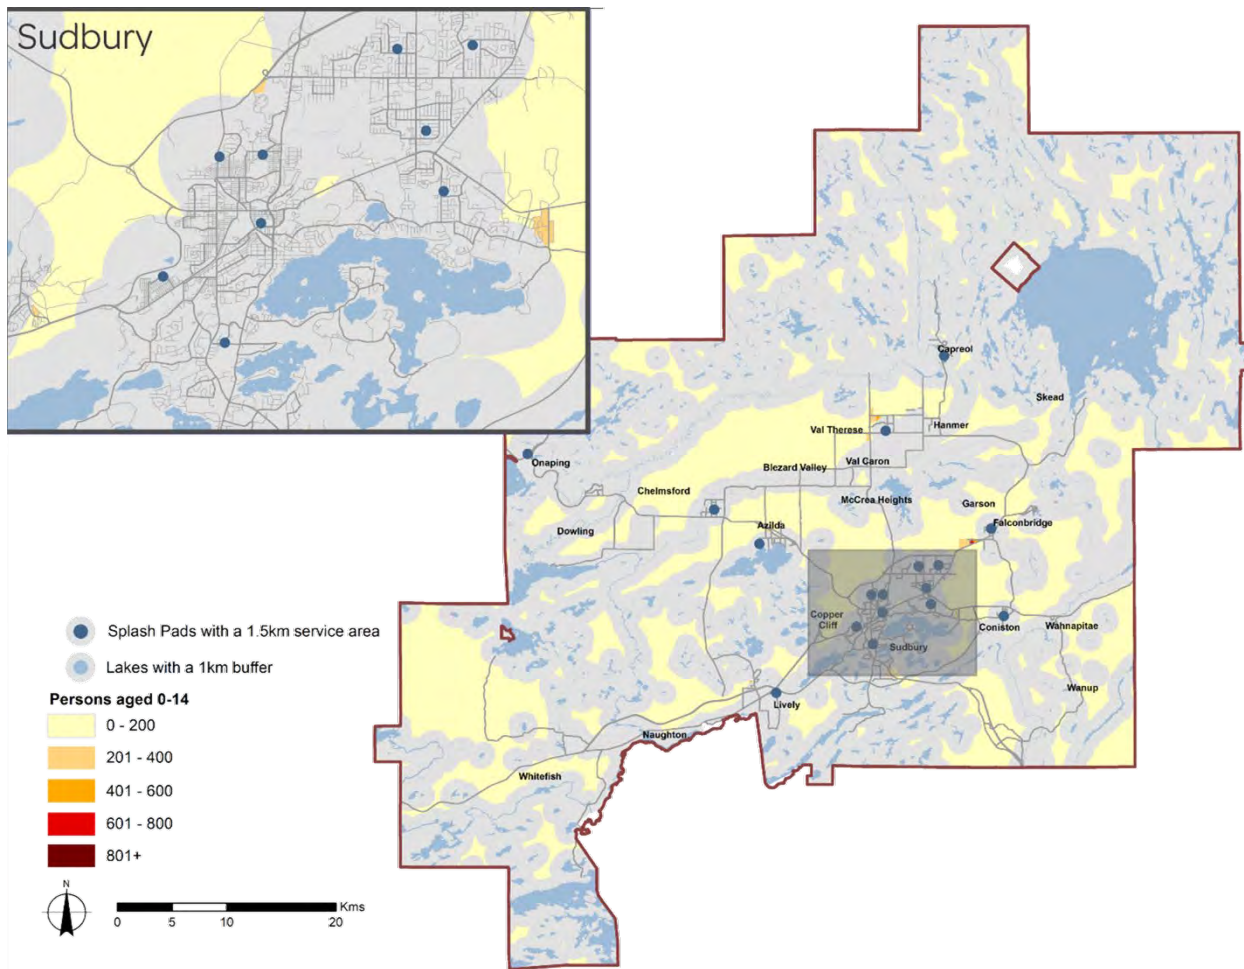 Sudbury
Capreol
Skead
Val Therese
Hanmer
Onaping
Blezard Valley
Val Caron
Chelmsford
McCrea Heights
Garson
Falconbridge
Dowling
Azilda
Copper
Cliff
Coniston
Wahnapitae
Sudbury
Wanup
Lively
Naughton
Whitefish
Splash Pads with a 1.5km service area
Lakes with a 1km buffer
Persons aged 0-14
0 - 200
201 - 400
401 - 600
601 - 800
801+
N
Kms
0 5 10 20